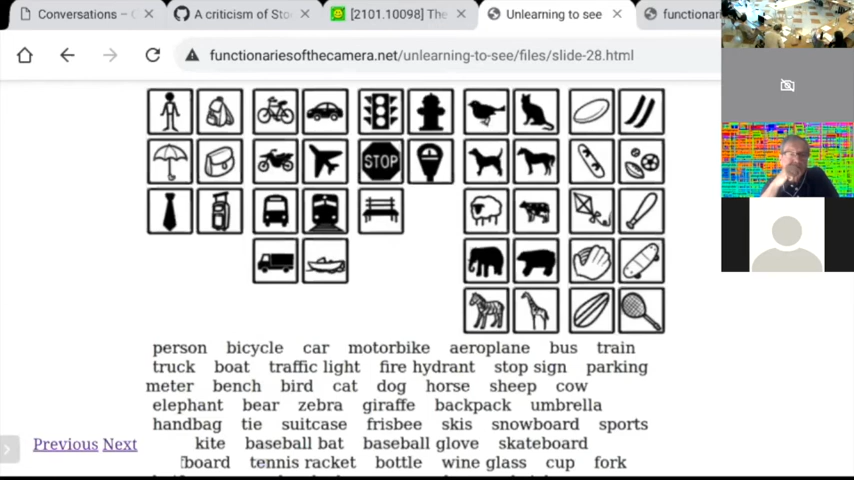 Conversations –
A criticism of Sto
[2101.10098] The
Unlearning to see
functionar
functionariesofthecamera.net/unlearning-to-see/files/slide-28.html
STOP
person bicycle car motorbike aeroplane bus train
truck boat traffic light fire hydrant stop sign parking
meter bench bird cat dog horse sheep cow
elephant bear zebra giraffe backpack umbrella
handbag tie suitcase frisbee skis snowboard sports
kite baseball bat baseball glove skateboard
fboard tennis racket bottle wine glass cup fork
Previous Next